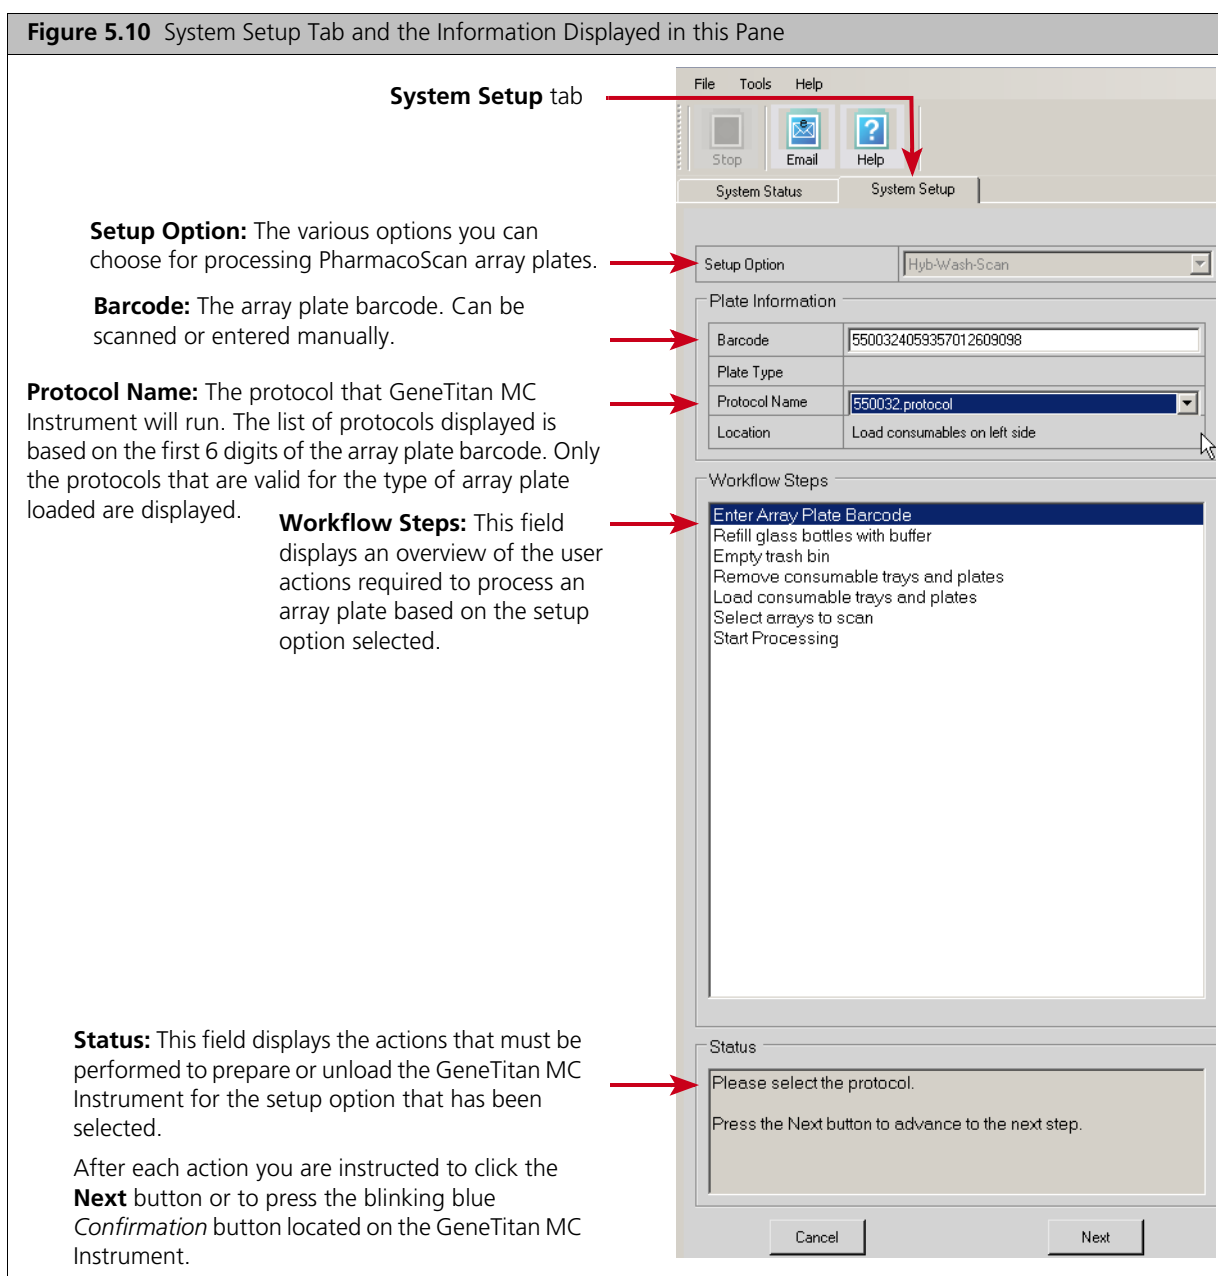 Figure 5.10 System Setup Tab and the Information Displayed in this Pane
System Setup tab
Setup Option: The various options you can
choose for processing PharmacoScan array plates.
Barcode: The array plate barcode. Can be
scanned or entered manually.
Protocol Name: The protocol that GeneTitan MC
Instrument will run. The list of protocols displayed is
based on the first 6 digits of the array plate barcode. Only
the protocols that are valid for the type of array plate
loaded are displayed.
Workflow Steps: This field
displays an overview of the user
actions required to process an
array plate based on the setup
option selected.
Status: This field displays the actions that must be
performed to prepare or unload the GeneTitan MC
Instrument for the setup option that has been
selected.
After each action you are instructed to click the
Next button or to press the blinking blue
Confirmation button located on the GeneTitan MC
Instrument.
File Tools Help
Stop Email Help
System Status System Setup
Setup Option Hyb-Wash-Scan
Plate Information
Barcode 5500324059357012609098
Plate Type
Protocol Name 550032.protocol
Location Load consumables on left side
Workflow Steps
Enter Array Plate Barcode
Refill glass bottles with buffer
Empty trash bin
Remove consumable trays and plates
Load consumable trays and plates
Select arrays to scan
Start Processing
Status
Please select the protocol.
Press the Next button to advance to the next step.
Cancel Next